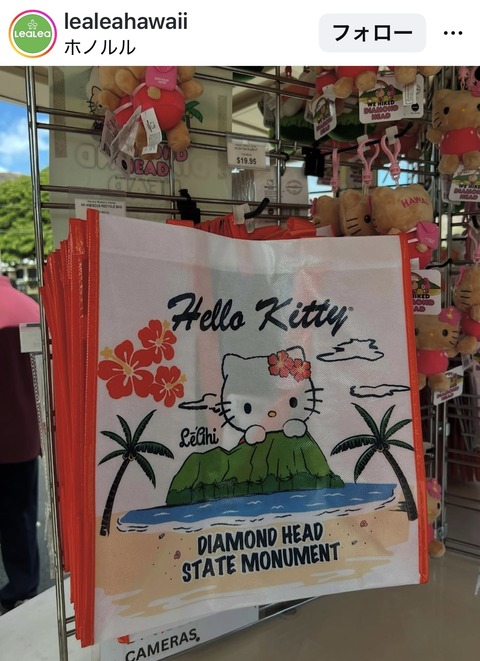 lealeahawaii
ホノルル
フォロー
LEALEA
$19.95
WE HIKED
DIAMOND
HEAD
HAWAII
Hello Kitty
Lēʻahi
DIAMOND HEAD
STATE MONUMENT
CAMERAS.